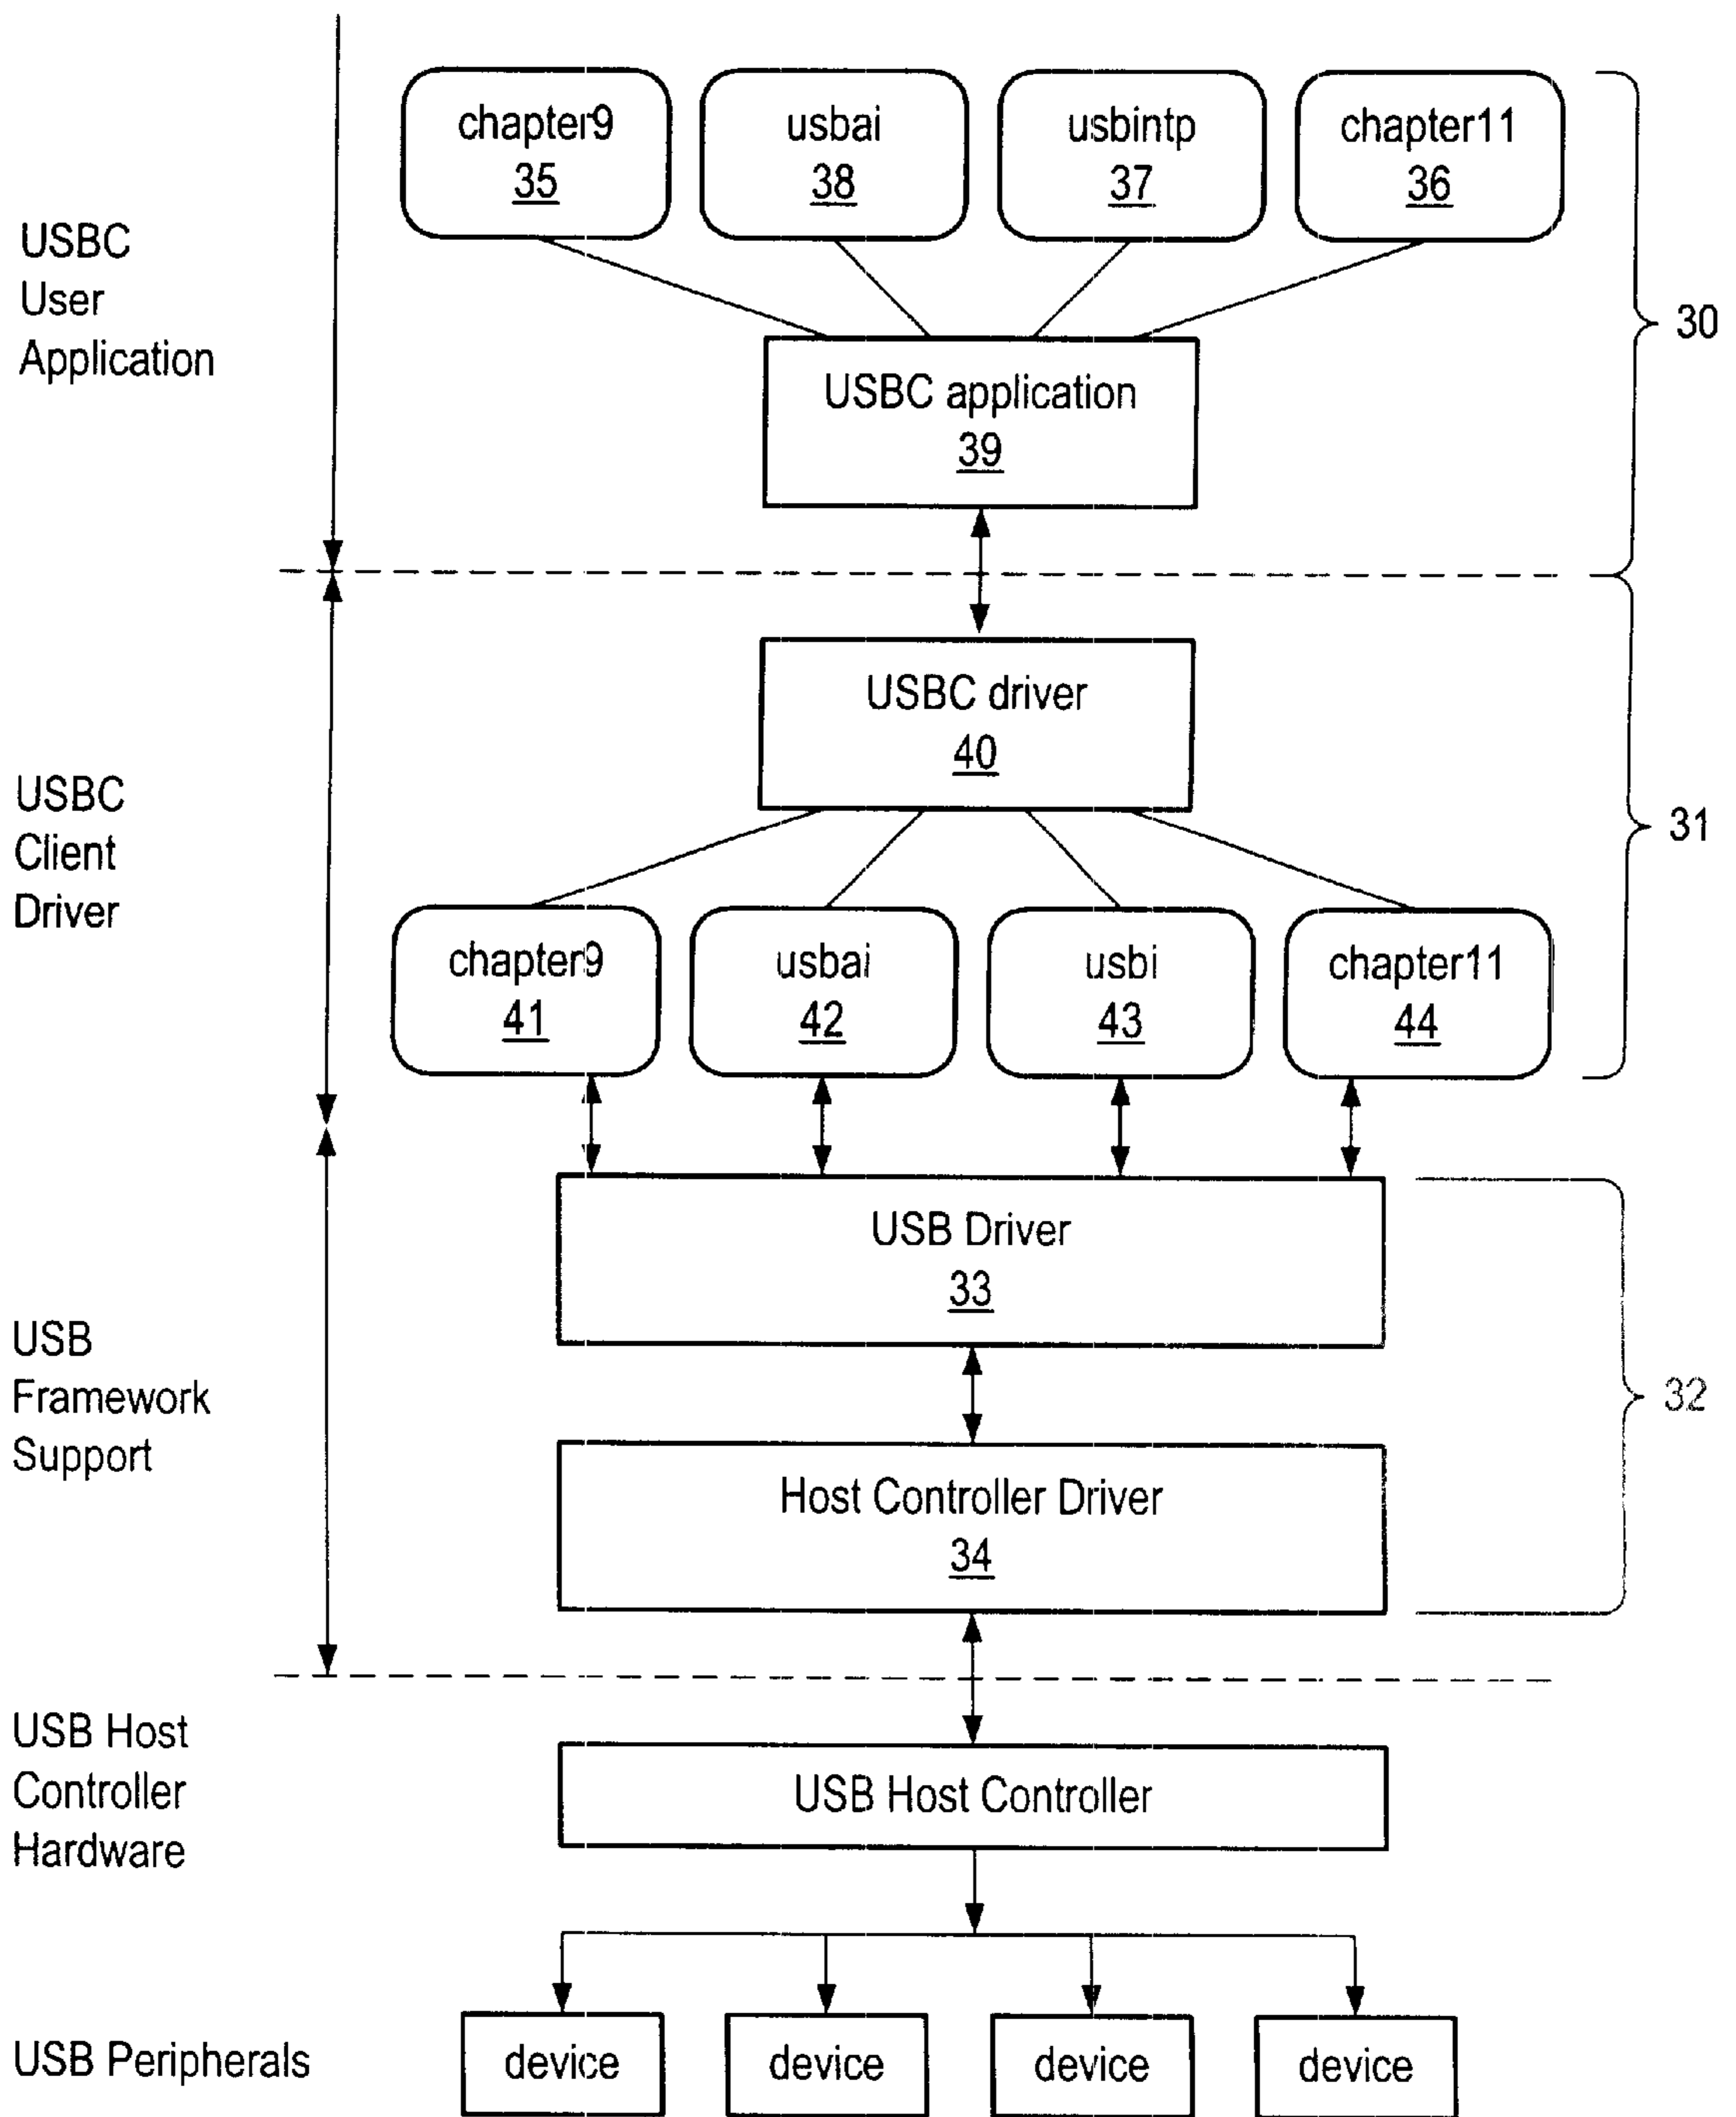 chapter9
35
usbai
38
usbintp
37
chapter11
36
USBC
User
Application
30
USBC application
39
USBC driver
40
USBC
Client
Driver
31
chapter9
41
usbai
42
usbi
43
chapter11
44
USB Driver
33
USB
Framework
Support
32
Host Controller Driver
34
USB Host
Controller
Hardware
USB Host Controller
USB Peripherals
device
device
device
device